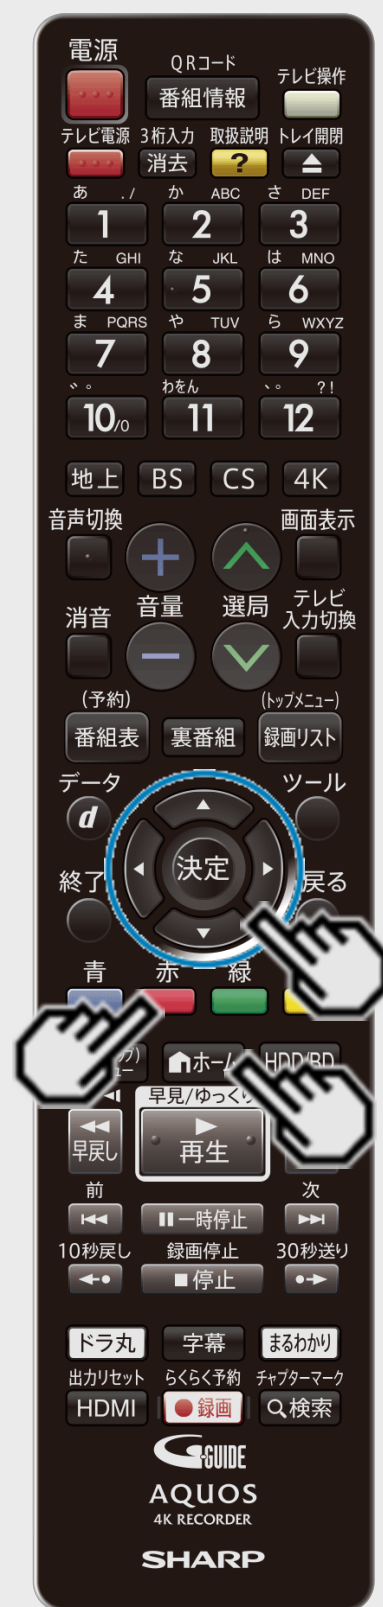 電源
QRコード
テレビ操作
番組情報
テレビ電源 3桁入力 取扱説明 トレイ開閉
消去 ?
あ ./ か ABC さ DEF
1 2 3
た GHI な JKL は MNO
4 5 6
ま PQRS や TUV ら WXYZ
7 8 9
゛゜ わをん 、。 ?!
10/0 11 12
地上 BS CS 4K
音声切換 画面表示
消音 音量 選局 テレビ入力切換
(予約) (トップメニュー)
番組表 裏番組 録画リスト
データ ツール
d
決定
終了 戻る
青 赤 緑
ホーム HDD/BD
早見/ゆっくり
早戻し 再生
前 次
一時停止
10秒戻し 録画停止 30秒送り
停止
ドラ丸 字幕 まるわかり
出力リセット らくらく予約 チャプターマーク
HDMI 録画 検索
G-GUIDE
AQUOS
4K RECORDER
SHARP